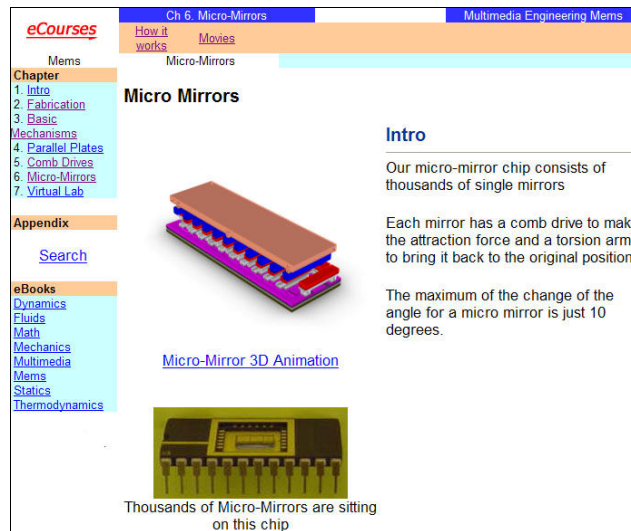 Ch 6. Micro-Mirrors
Multimedia Engineering Mems
eCourses
How it
works
Movies
Mems
Micro-Mirrors
Chapter
1. Intro
2. Fabrication
3. Basic
Mechanisms
4. Parallel Plates
5. Comb Drives
6. Micro-Mirrors
7. Virtual Lab
Appendix
Search
eBooks
Dynamics
Fluids
Math
Mechanics
Multimedia
Mems
Statics
Thermodynamics
Micro Mirrors
Micro-Mirror 3D Animation
Thousands of Micro-Mirrors are sitting
on this chip
Intro
Our micro-mirror chip consists of
thousands of single mirrors
Each mirror has a comb drive to mak
the attraction force and a torsion arm
to bring it back to the original position
The maximum of the change of the
angle for a micro mirror is just 10
degrees.